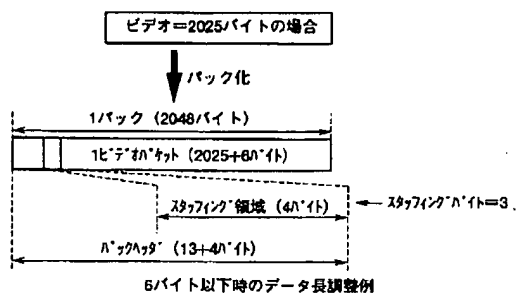 ビデオ＝2025バイトの場合
パック化
1パック（2048バイト）
1ビデオパケット（2025＋6バイト）
スタッフィング領域（4バイト）
スタッフィングバイト＝3
パックヘッダ（13＋4バイト）
6バイト以下時のデータ長調整例